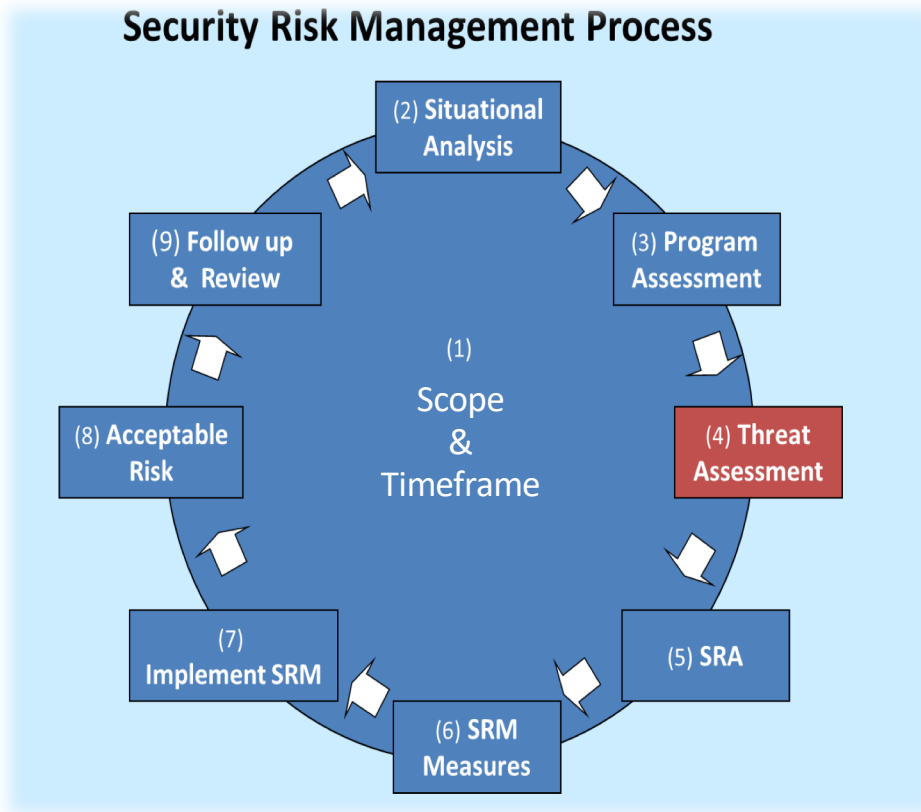 Security Risk Management Process
(1)
Scope
&
Timeframe
(2) Situational
Analysis
(3) Program
Assessment
(4) Threat
Assessment
(5) SRA
(6) SRM
Measures
(7)
Implement SRM
(8) Acceptable
Risk
(9) Follow up
& Review